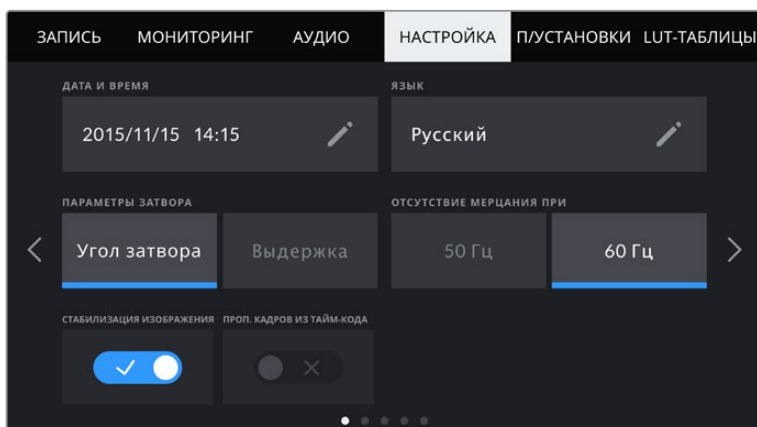 ЗАПИСЬ МОНИТОРИНГ АУДИО НАСТРОЙКА П/УСТАНОВКИ LUT-ТАБЛИЦЫ
ДАТА И ВРЕМЯ ЯЗЫК
2015/11/15 14:15 Русский
ПАРАМЕТРЫ ЗАТВОРА ОТСУТСТВИЕ МЕРЦАНИЯ ПРИ
Угол затвора Выдержка 50 Гц 60 Гц
СТАБИЛИЗАЦИЯ ИЗОБРАЖЕНИЯ ПРОП. КАДРОВ ИЗ ТАЙМ-КОДА